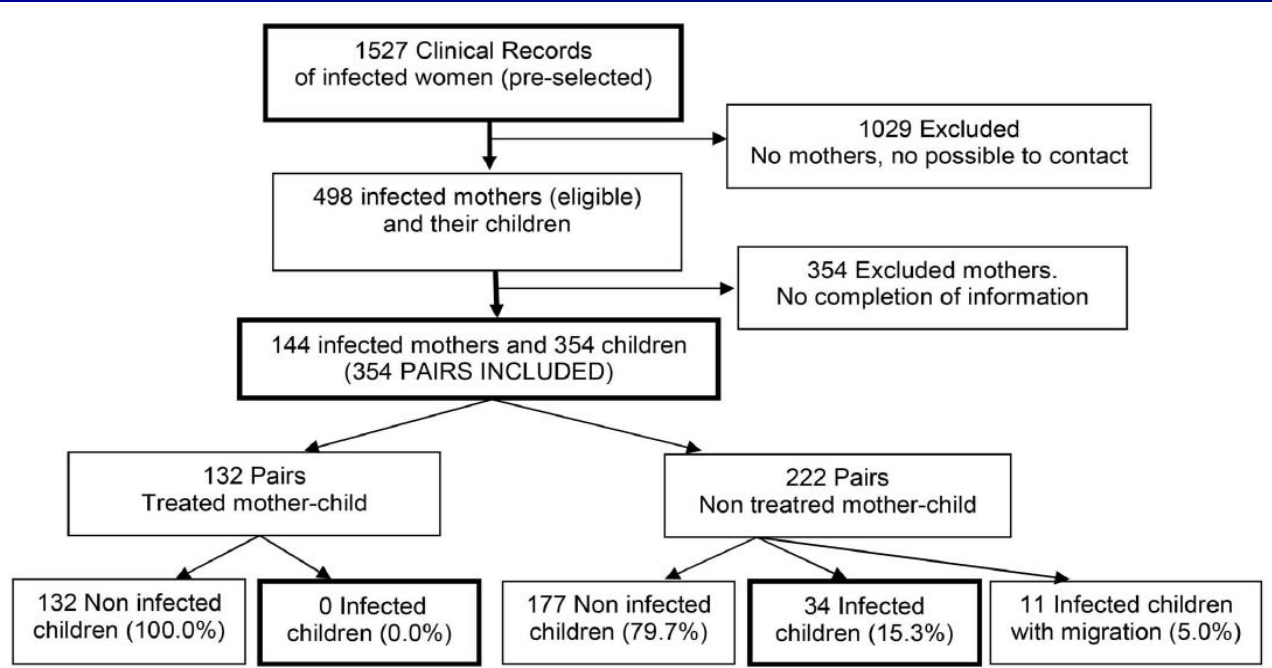 1527 Clinical Records
of infected women (pre-selected)
1029 Excluded
No mothers, no possible to contact
498 infected mothers (eligible)
and their children
354 Excluded mothers.
No completion of information
144 infected mothers and 354 children
(354 PAIRS INCLUDED)
132 Pairs
Treated mother-child
222 Pairs
Non treatred mother-child
132 Non infected
children (100.0%)
0 Infected
children (0.0%)
177 Non infected
children (79.7%)
34 Infected
children (15.3%)
11 Infected children
with migration (5.0%)